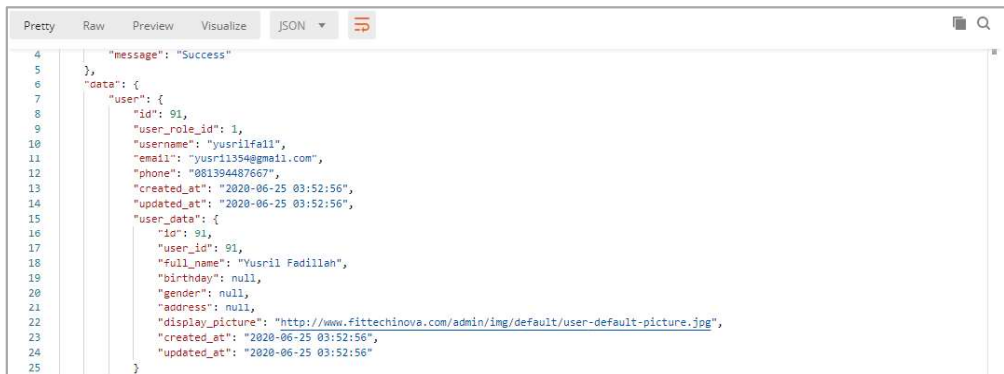 Pretty Raw Preview Visualize JSON
4 "message": "Success"
5 },
6 "data": {
7 "user": {
8 "id": 91,
9 "user_role_id": 1,
10 "username": "yusrilfall",
11 "email": "yusril354@gmail.com",
12 "phone": "081394487667",
13 "created_at": "2020-06-25 03:52:56",
14 "updated_at": "2020-06-25 03:52:56",
15 "user_data": {
16 "id": 91,
17 "user_id": 91,
18 "full_name": "Yusril Fadillah",
19 "birthday": null,
20 "gender": null,
21 "address": null,
22 "display_picture": "http://www.fittechinova.com/admin/img/default/user-default-picture.jpg",
23 "created_at": "2020-06-25 03:52:56",
24 "updated_at": "2020-06-25 03:52:56"
25 }